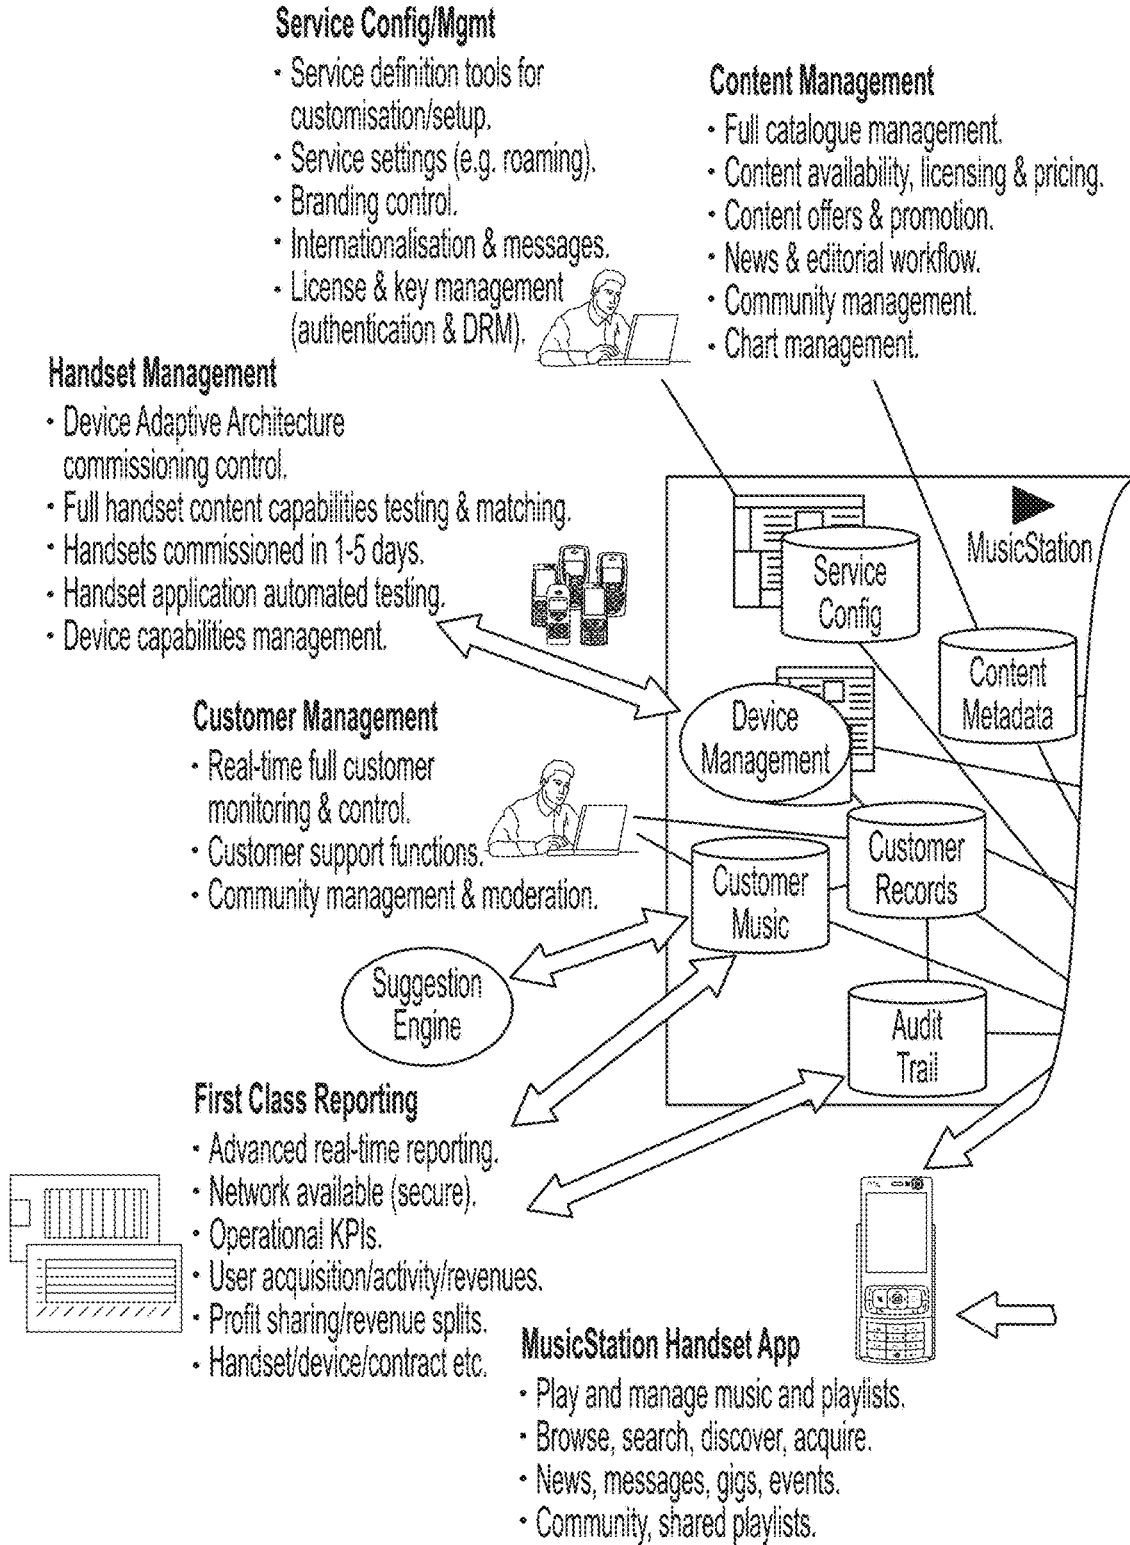 Service Config/Mgmt
· Service definition tools for
customisation/setup.
· Service settings (e.g. roaming).
· Branding control.
· Internationalisation & messages.
· License & key management
(authentication & DRM).
Content Management
· Full catalogue management.
· Content availability, licensing & pricing.
· Content offers & promotion.
· News & editorial workflow.
· Community management.
· Chart management.
Handset Management
· Device Adaptive Architecture
commissioning control.
· Full handset content capabilities testing & matching.
· Handsets commissioned in 1-5 days.
· Handset application automated testing.
· Device capabilities management.
MusicStation
Service
Config
Content
Metadata
Device
Management
Customer Management
· Real-time full customer
monitoring & control.
· Customer support functions.
· Community management & moderation.
Customer
Records
Customer
Music
Suggestion
Engine
Audit
Trail
First Class Reporting
· Advanced real-time reporting.
· Network available (secure).
· Operational KPIs.
· User acquisition/activity/revenues.
· Profit sharing/revenue splits.
· Handset/device/contract etc.
MusicStation Handset App
· Play and manage music and playlists.
· Browse, search, discover, acquire.
· News, messages, gigs, events.
· Community, shared playlists.